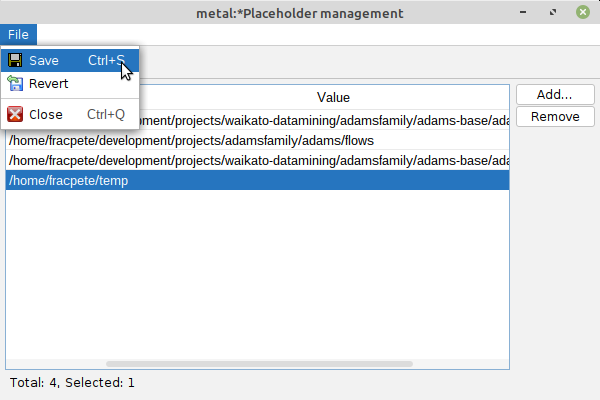 metal:*Placeholder management
File
Save Ctrl+S
Revert
Close Ctrl+Q
Value
Add...
Remove
ment/projects/waikato-datamining/adamsfamily/adams-base/ada
/home/fracpete/development/projects/adamsfamily/adams/flows
/home/fracpete/development/projects/waikato-datamining/adamsfamily/adams-base/ada
/home/fracpete/temp
Total: 4, Selected: 1